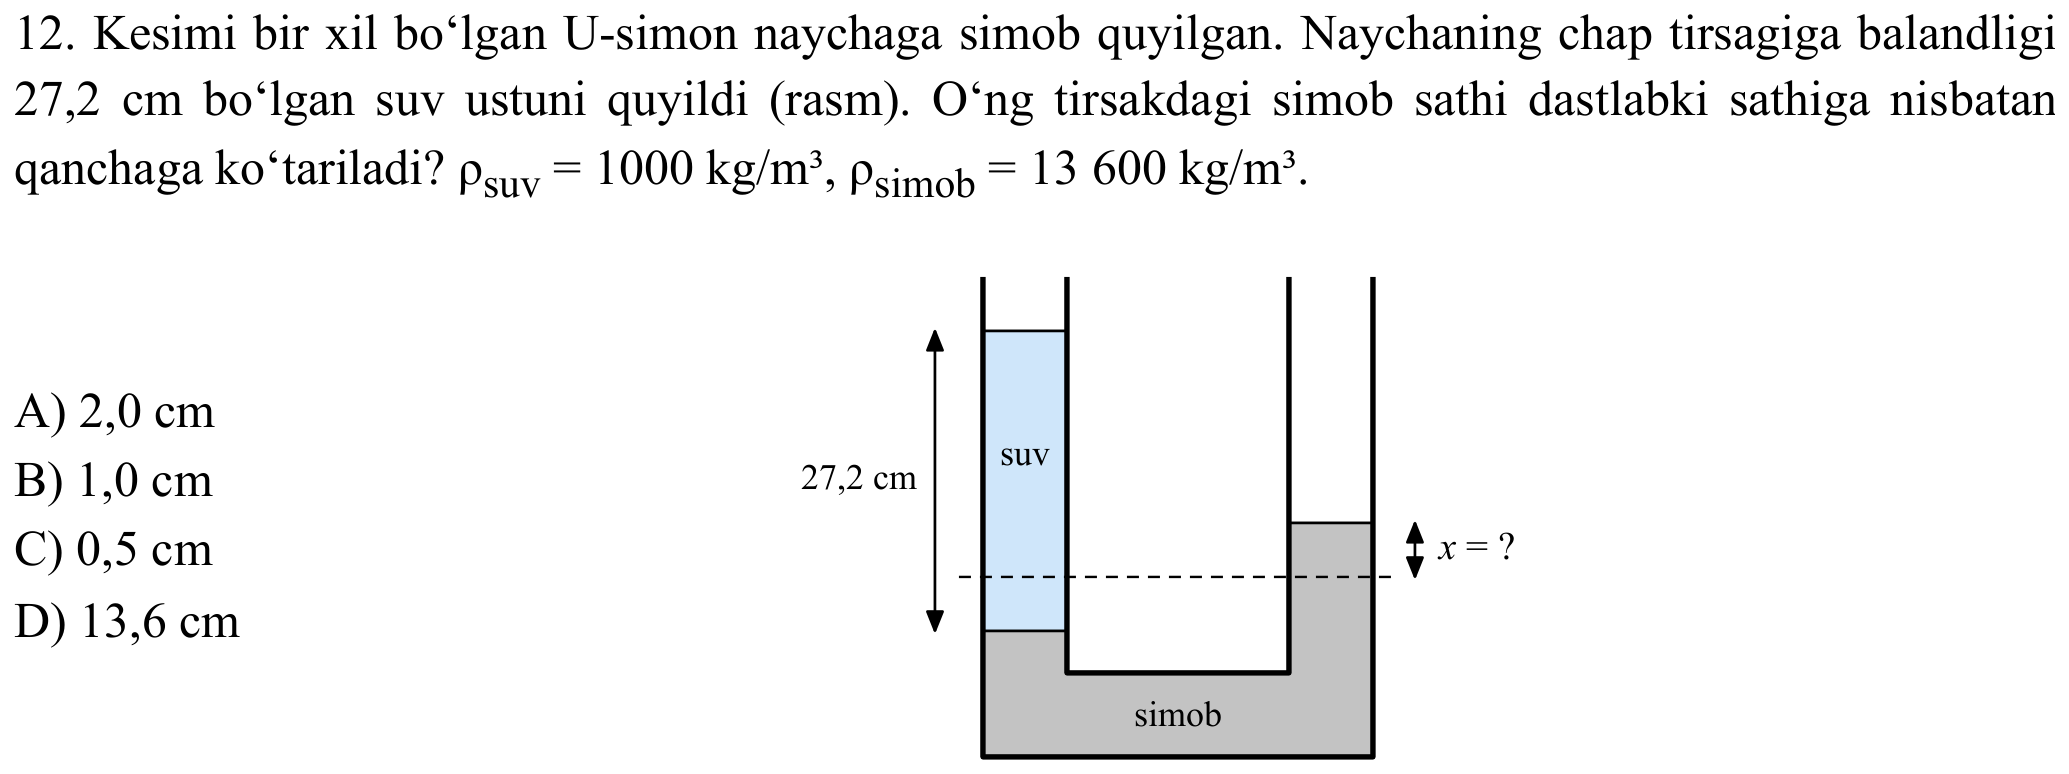 12. Kesimi bir xil bo‘lgan U-simon naychaga simob quyilgan. Naychaning chap tirsagiga balandligi
27,2 cm bo‘lgan suv ustuni quyildi (rasm). O‘ng tirsakdagi simob sathi dastlabki sathiga nisbatan
qanchaga ko‘tariladi? ρsuv = 1000 kg/m³, ρsimob = 13 600 kg/m³.
A) 2,0 cm
B) 1,0 cm
C) 0,5 cm
D) 13,6 cm
27,2 cm
suv
x = ?
simob